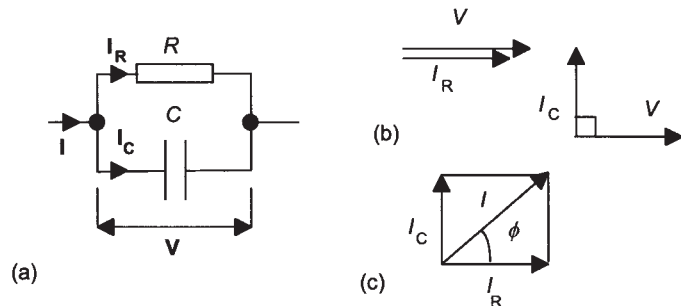 I_R R
C
I I_C
V
(a)
V
I_R
I_C V
(b)
I φ
I_C
I_R
(c)